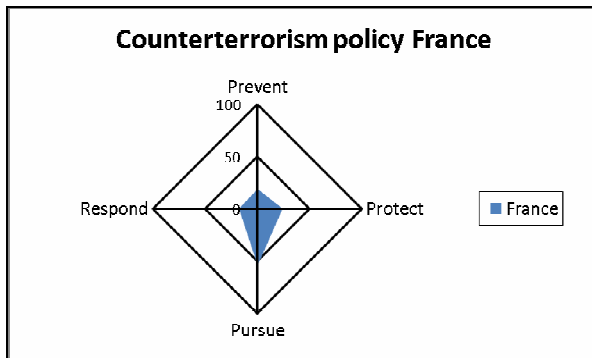 Counterterrorism policy France
Prevent
100
50
Respond
0
Protect
France
Pursue